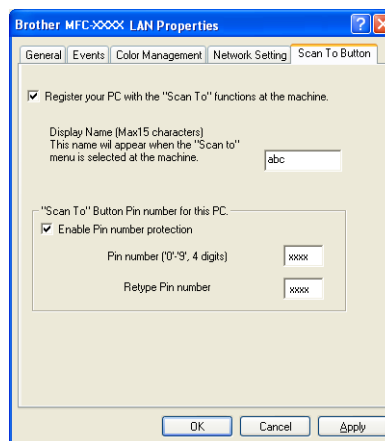 Brother MFC-XXXX LAN Properties
General Events Color Management Network Setting Scan To Button
Register your PC with the "Scan To" functions at the machine.
Display Name (Max15 characters)
This name wil appear when the "Scan to"
menu is selected at the machine.
abc
"Scan To" Button Pin number for this PC.
Enable Pin number protection
Pin number ('0'-'9', 4 digits)
xxxx
Retype Pin number
xxxx
OK Cancel Apply